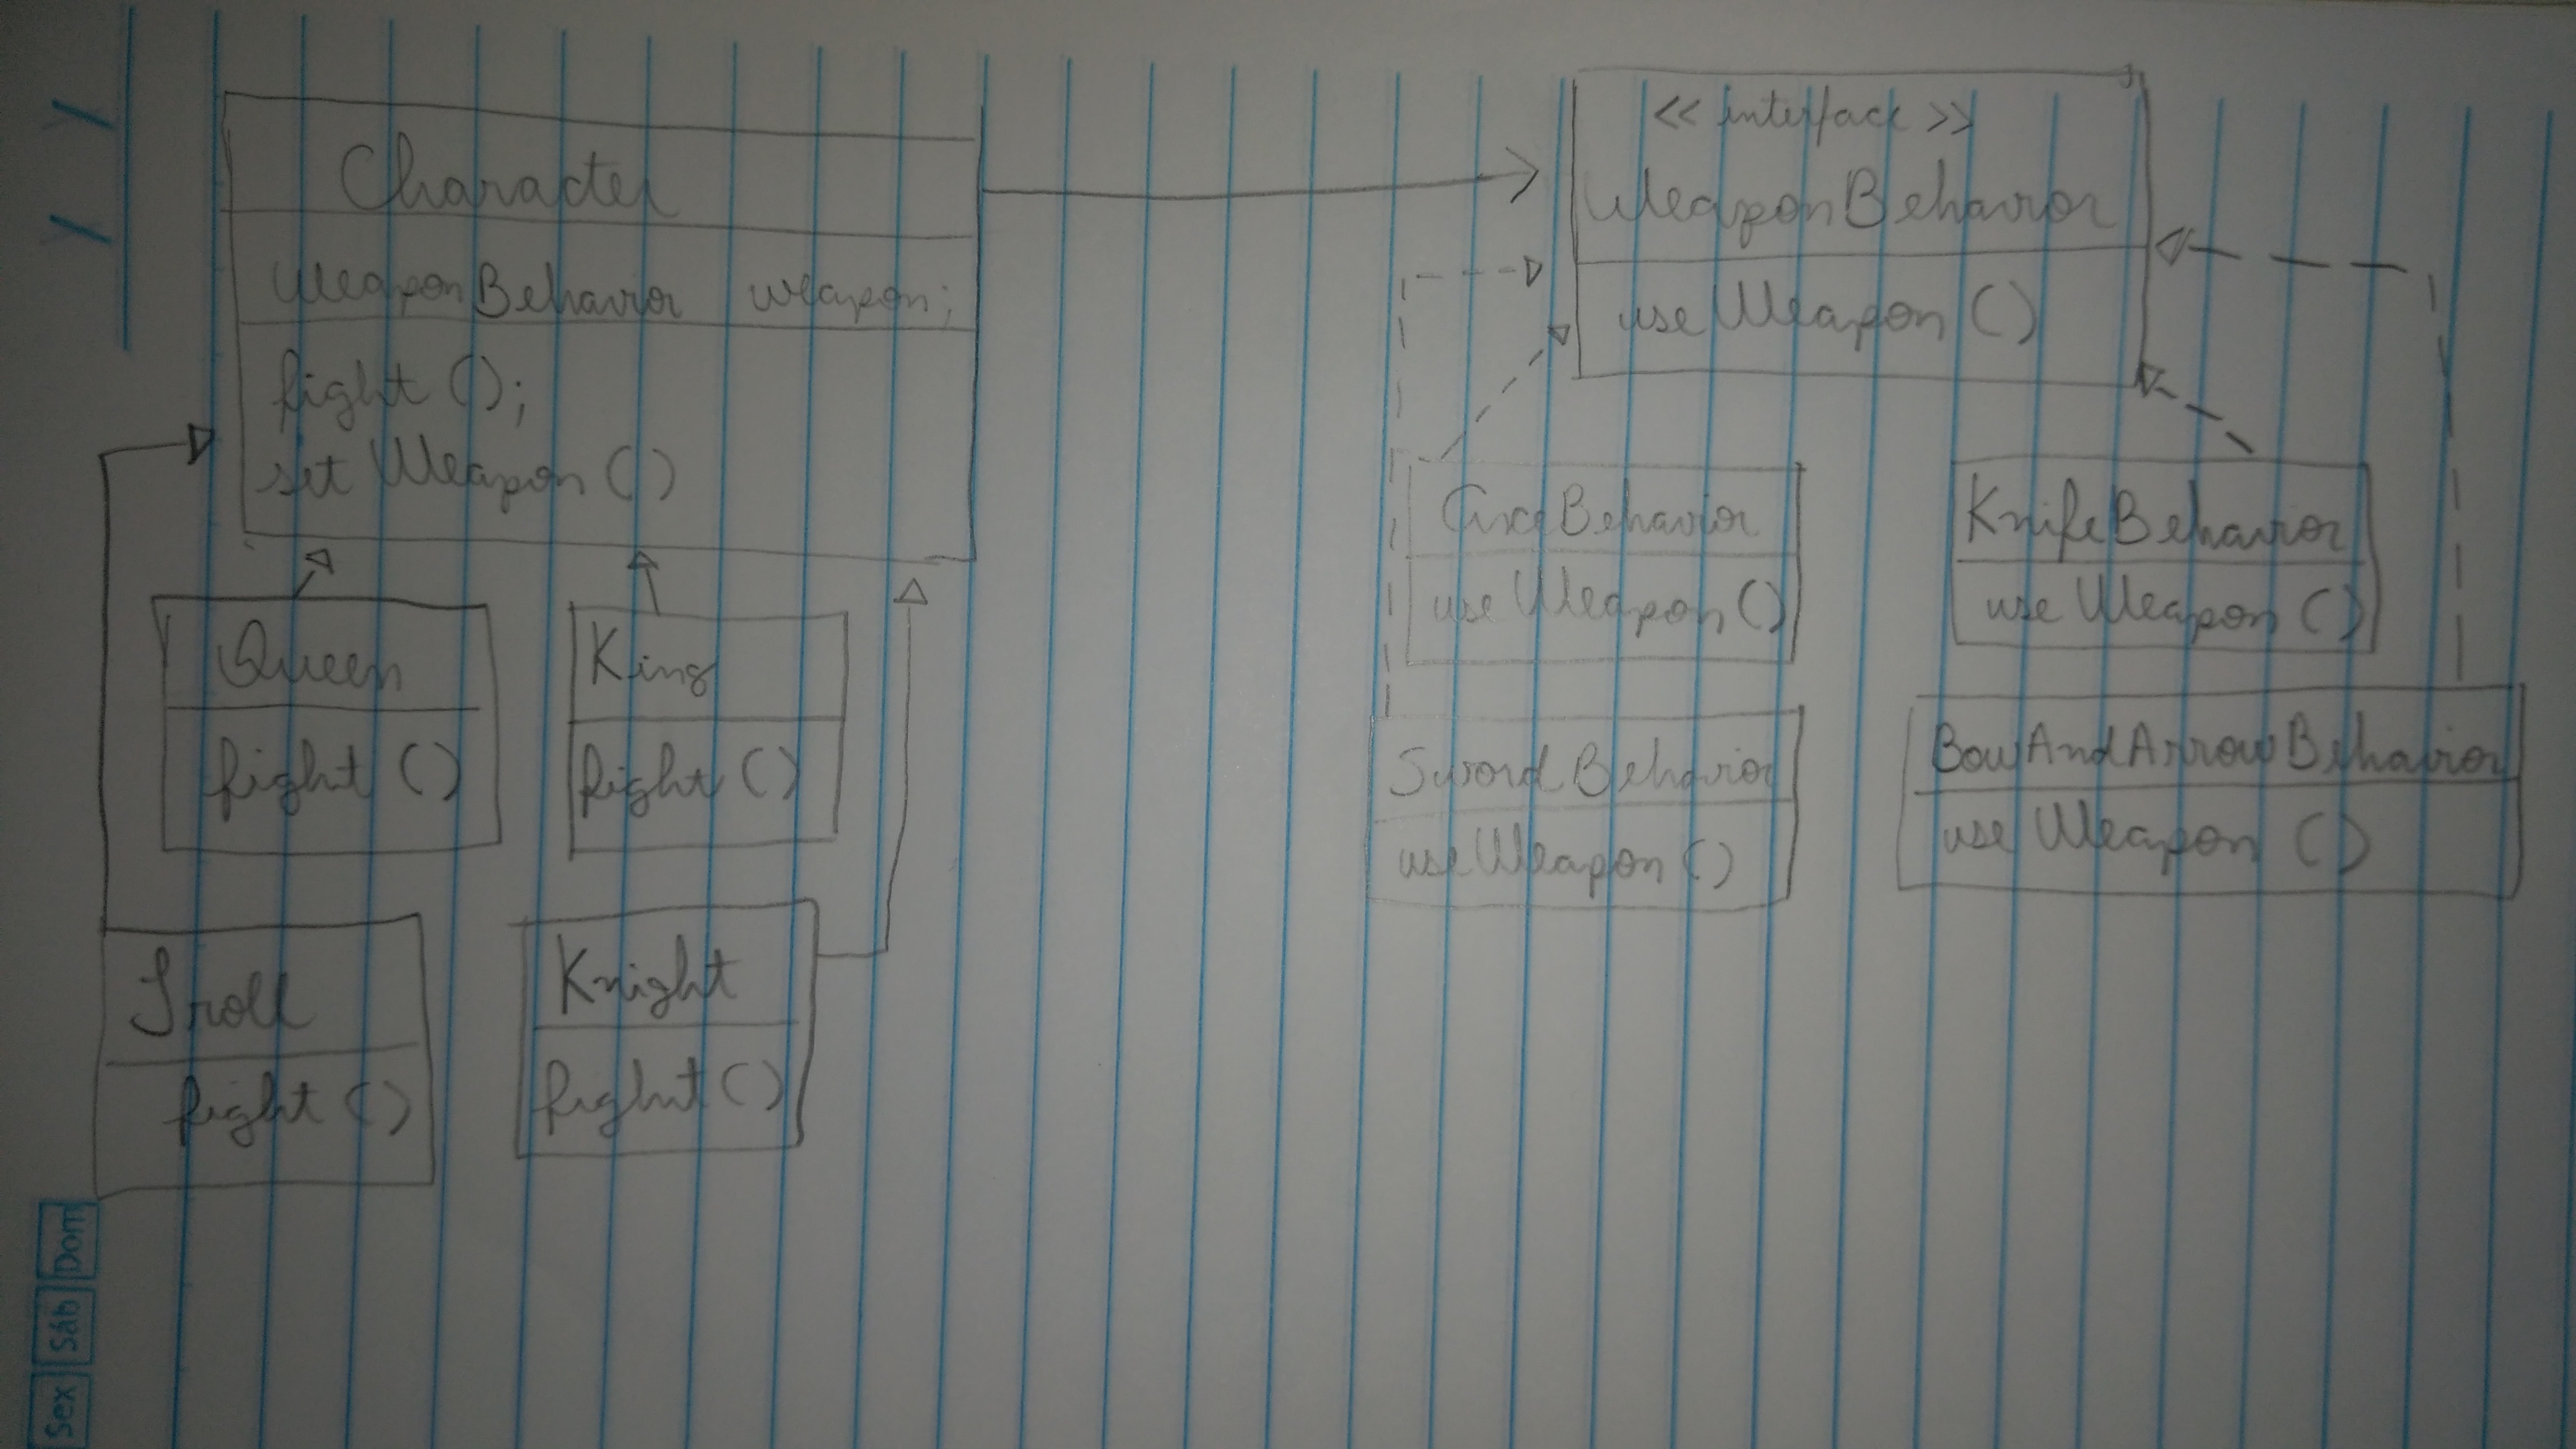 Character
WeaponBehavior weapon;
fight ();
set Weapon ()
<< interface >>
WeaponBehavior
use Weapon ()
Queen
fight ()
King
fight ()
Troll
fight ()
Knight
fight ()
AxeBehavior
use Weapon ()
KnifeBehavior
use Weapon ()
SwordBehavior
use Weapon ()
BowAndArrowBehavior
use Weapon ()
/ /
Sex Sáb Dom